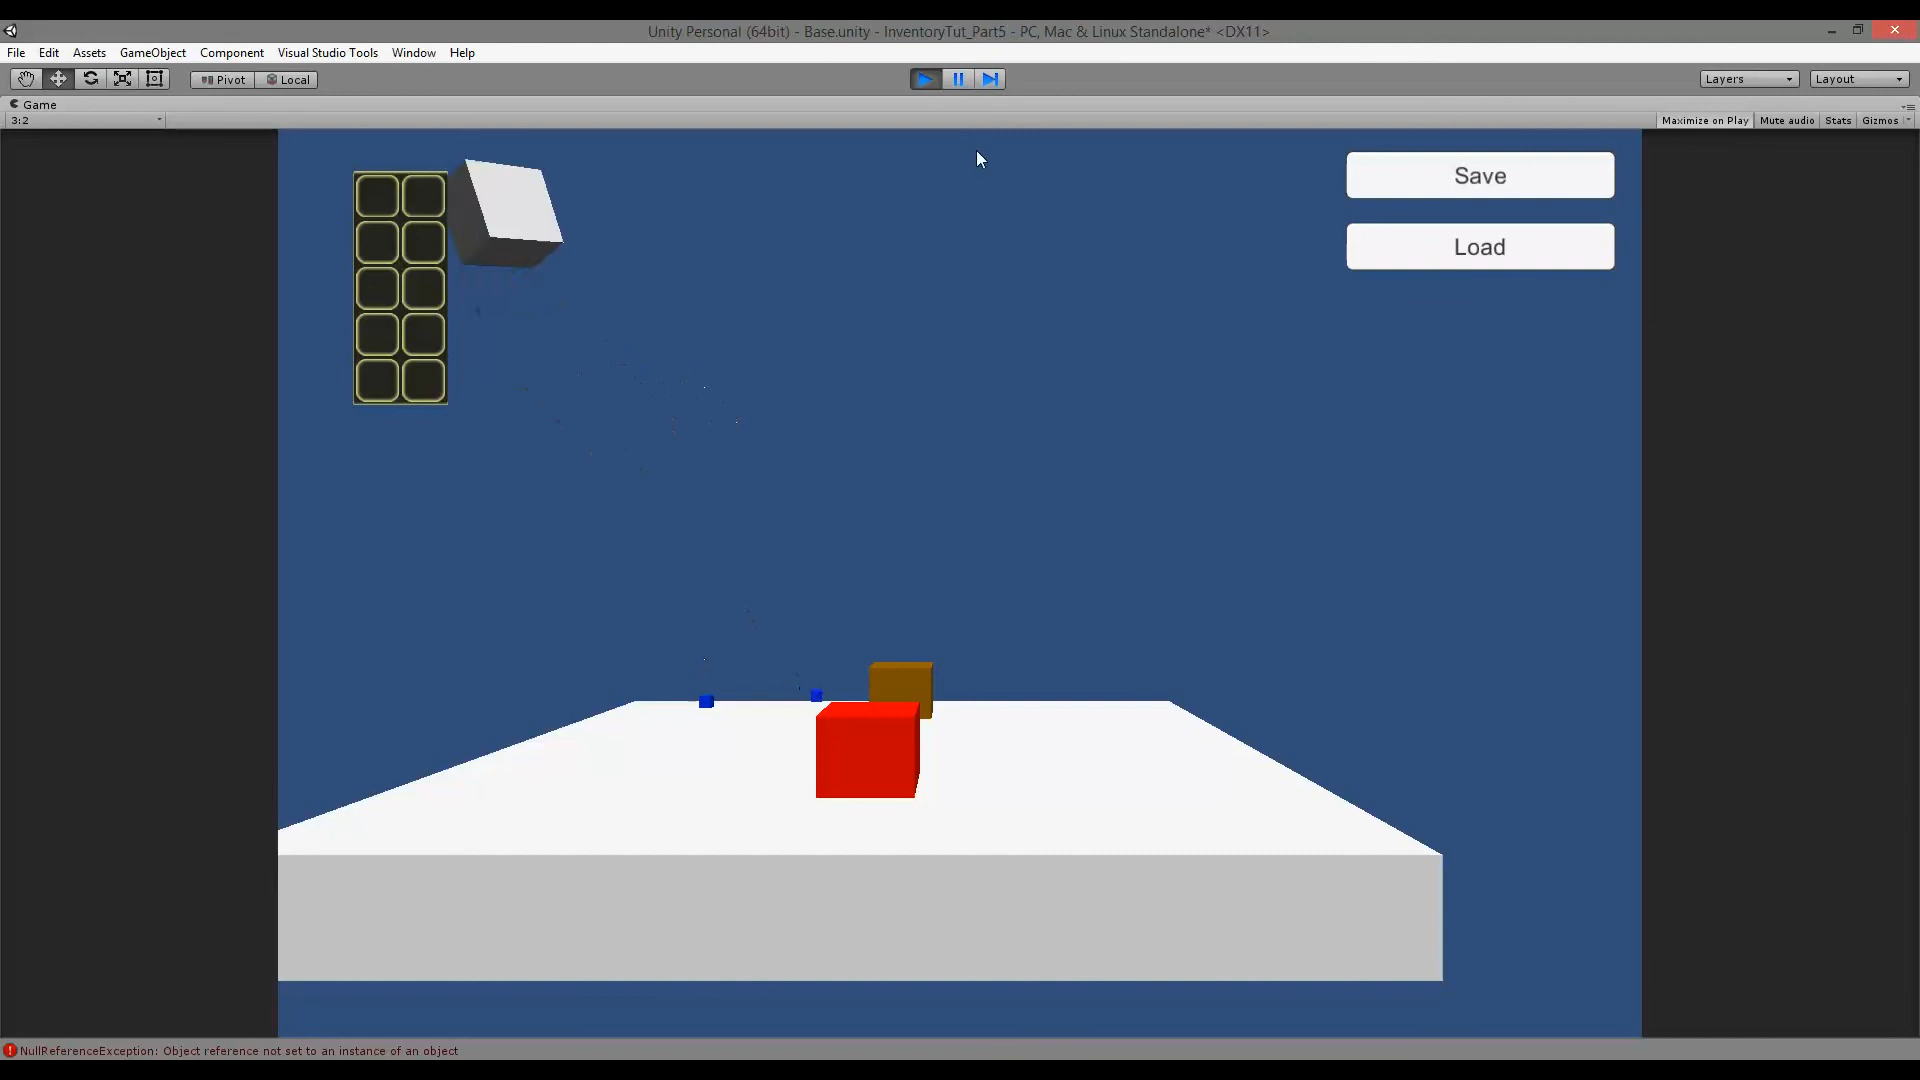 Unity Personal (64bit) - Base.unity - InventoryTut_Part5 - PC, Mac & Linux Standalone* <DX11>
File Edit Assets GameObject Component Visual Studio Tools Window Help
Pivot Local Layers Layout
Game
3:2 Maximize on Play Mute audio Stats Gizmos
Save
Load
NullReferenceException: Object reference not set to an instance of an object